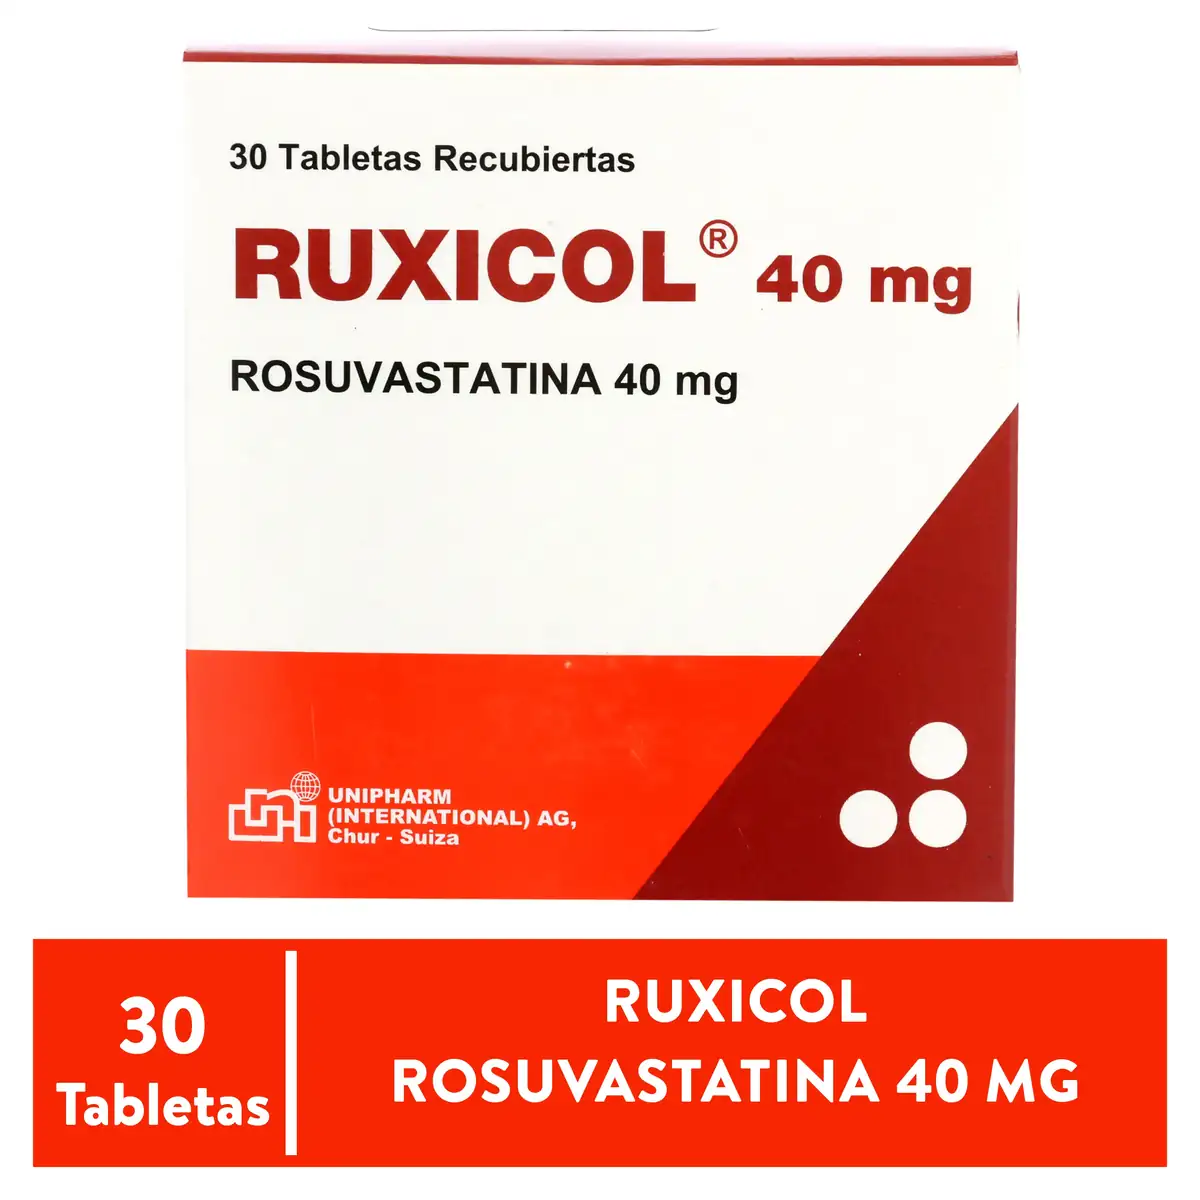 30 Tabletas Recubiertas
RUXICOL® 40 mg
ROSUVASTATINA 40 mg
UNIPHARM
(INTERNATIONAL) AG,
Chur - Suiza
30
Tabletas
RUXICOL
ROSUVASTATINA 40 MG